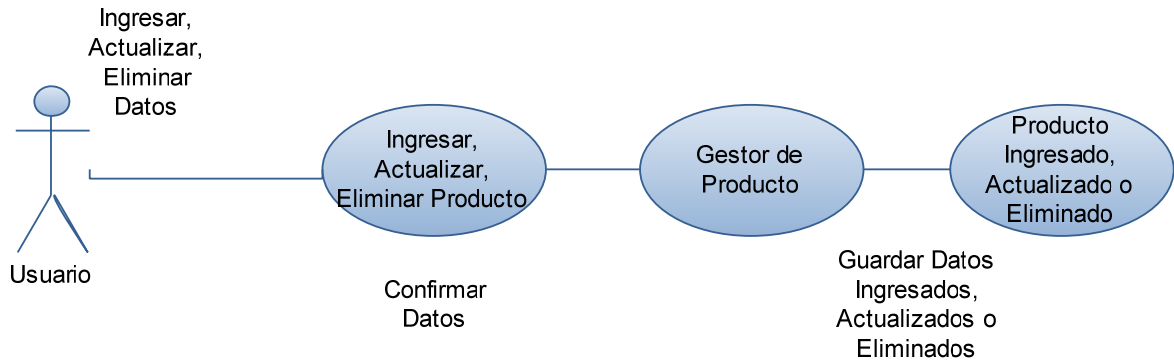 Ingresar,
Actualizar,
Eliminar
Datos
Usuario
Ingresar,
Actualizar,
Eliminar Producto
Confirmar
Datos
Gestor de
Producto
Producto
Ingresado,
Actualizado o
Eliminado
Guardar Datos
Ingresados,
Actualizados o
Eliminados